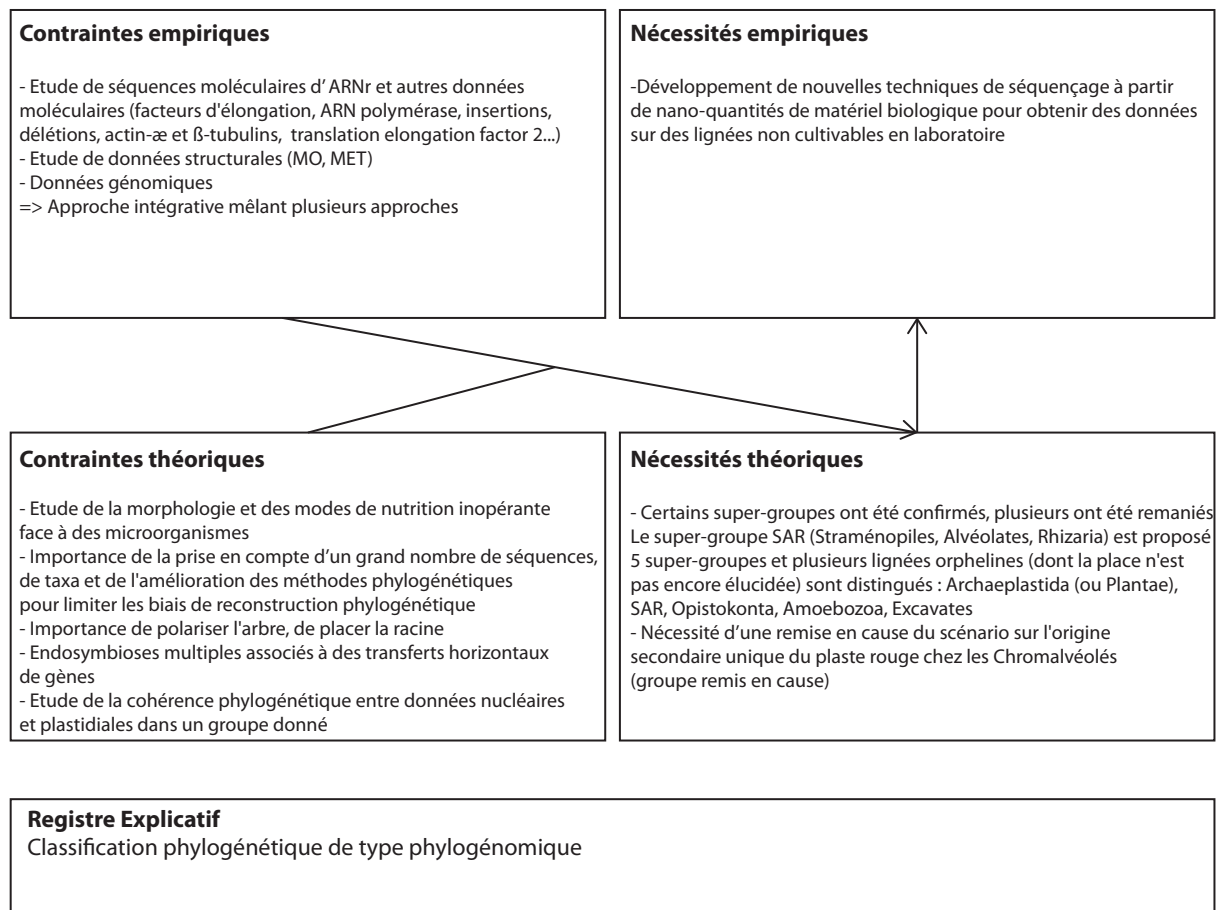 Contraintes empiriques
- Etude de séquences moléculaires d' ARNr et autres données
moléculaires (facteurs d'élongation, ARN polymérase, insertions,
délétions, actin-æ et ß-tubulins, translation elongation factor 2...)
- Etude de données structurales (MO, MET)
- Données génomiques
=> Approche intégrative mêlant plusieurs approches
Nécessités empiriques
-Développement de nouvelles techniques de séquençage à partir
de nano-quantités de matériel biologique pour obtenir des données
sur des lignées non cultivables en laboratoire
Contraintes théoriques
- Etude de la morphologie et des modes de nutrition inopérante
face à des microorganismes
- Importance de la prise en compte d’un grand nombre de séquences,
de taxa et de l'amélioration des méthodes phylogénétiques
pour limiter les biais de reconstruction phylogénétique
- Importance de polariser l'arbre, de placer la racine
- Endosymbioses multiples associés à des transferts horizontaux
de gènes
- Etude de la cohérence phylogénétique entre données nucléaires
et plastidiales dans un groupe donné
Nécessités théoriques
- Certains super-groupes ont été confirmés, plusieurs ont été remaniés
Le super-groupe SAR (Straménopiles, Alvéolates, Rhizaria) est proposé
5 super-groupes et plusieurs lignées orphelines (dont la place n'est
pas encore élucidée) sont distingués : Archaeplastida (ou Plantae),
SAR, Opistokonta, Amoebozoa, Excavates
- Nécessité d’une remise en cause du scénario sur l'origine
secondaire unique du plaste rouge chez les Chromalvéolés
(groupe remis en cause)
Registre Explicatif
Classification phylogénétique de type phylogénomique